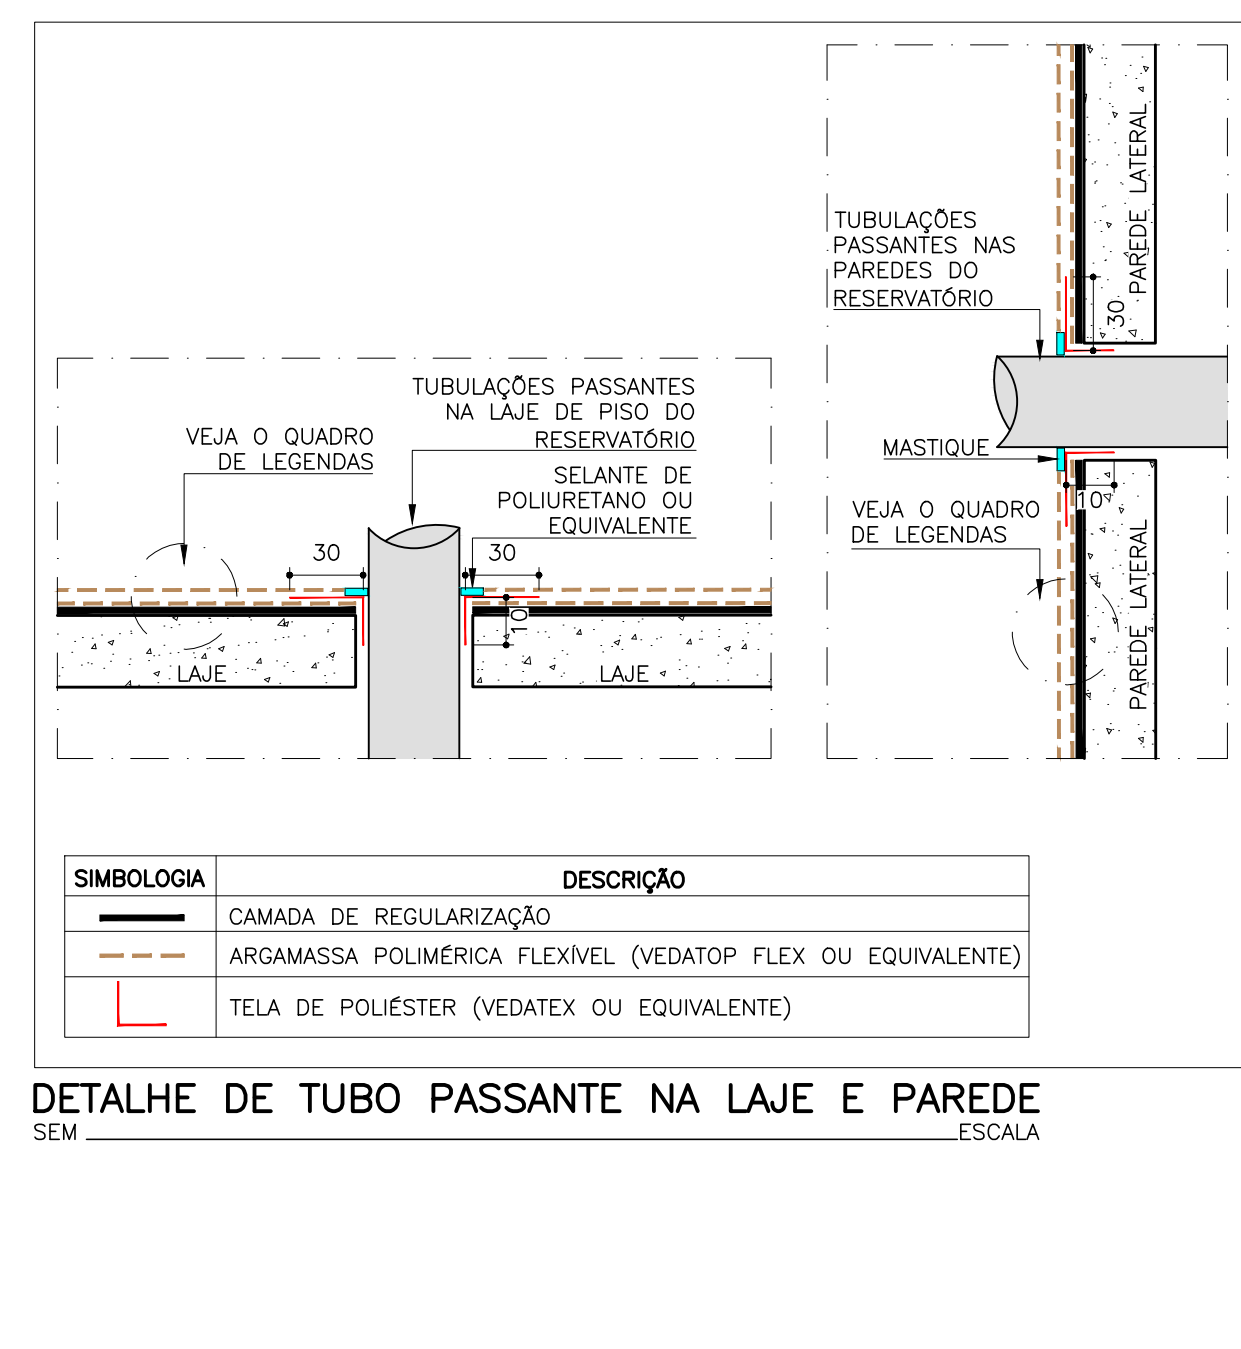 TUBULAÇÕES PASSANTES
NA LAJE DE PISO DO
RESERVATÓRIO
VEJA O QUADRO
DE LEGENDAS
SELANTE DE
POLIURETANO OU
EQUIVALENTE
30
30
10
LAJE
LAJE
PAREDE LATERAL
TUBULAÇÕES
PASSANTES NAS
PAREDES DO
RESERVATÓRIO
30
MASTIQUE
10
VEJA O QUADRO
DE LEGENDAS
PAREDE LATERAL
SIMBOLOGIA DESCRIÇÃO
CAMADA DE REGULARIZAÇÃO
ARGAMASSA POLIMÉRICA FLEXÍVEL (VEDATOP FLEX OU EQUIVALENTE)
TELA DE POLIÉSTER (VEDATEX OU EQUIVALENTE)
DETALHE DE TUBO PASSANTE NA LAJE E PAREDE
SEM ESCALA